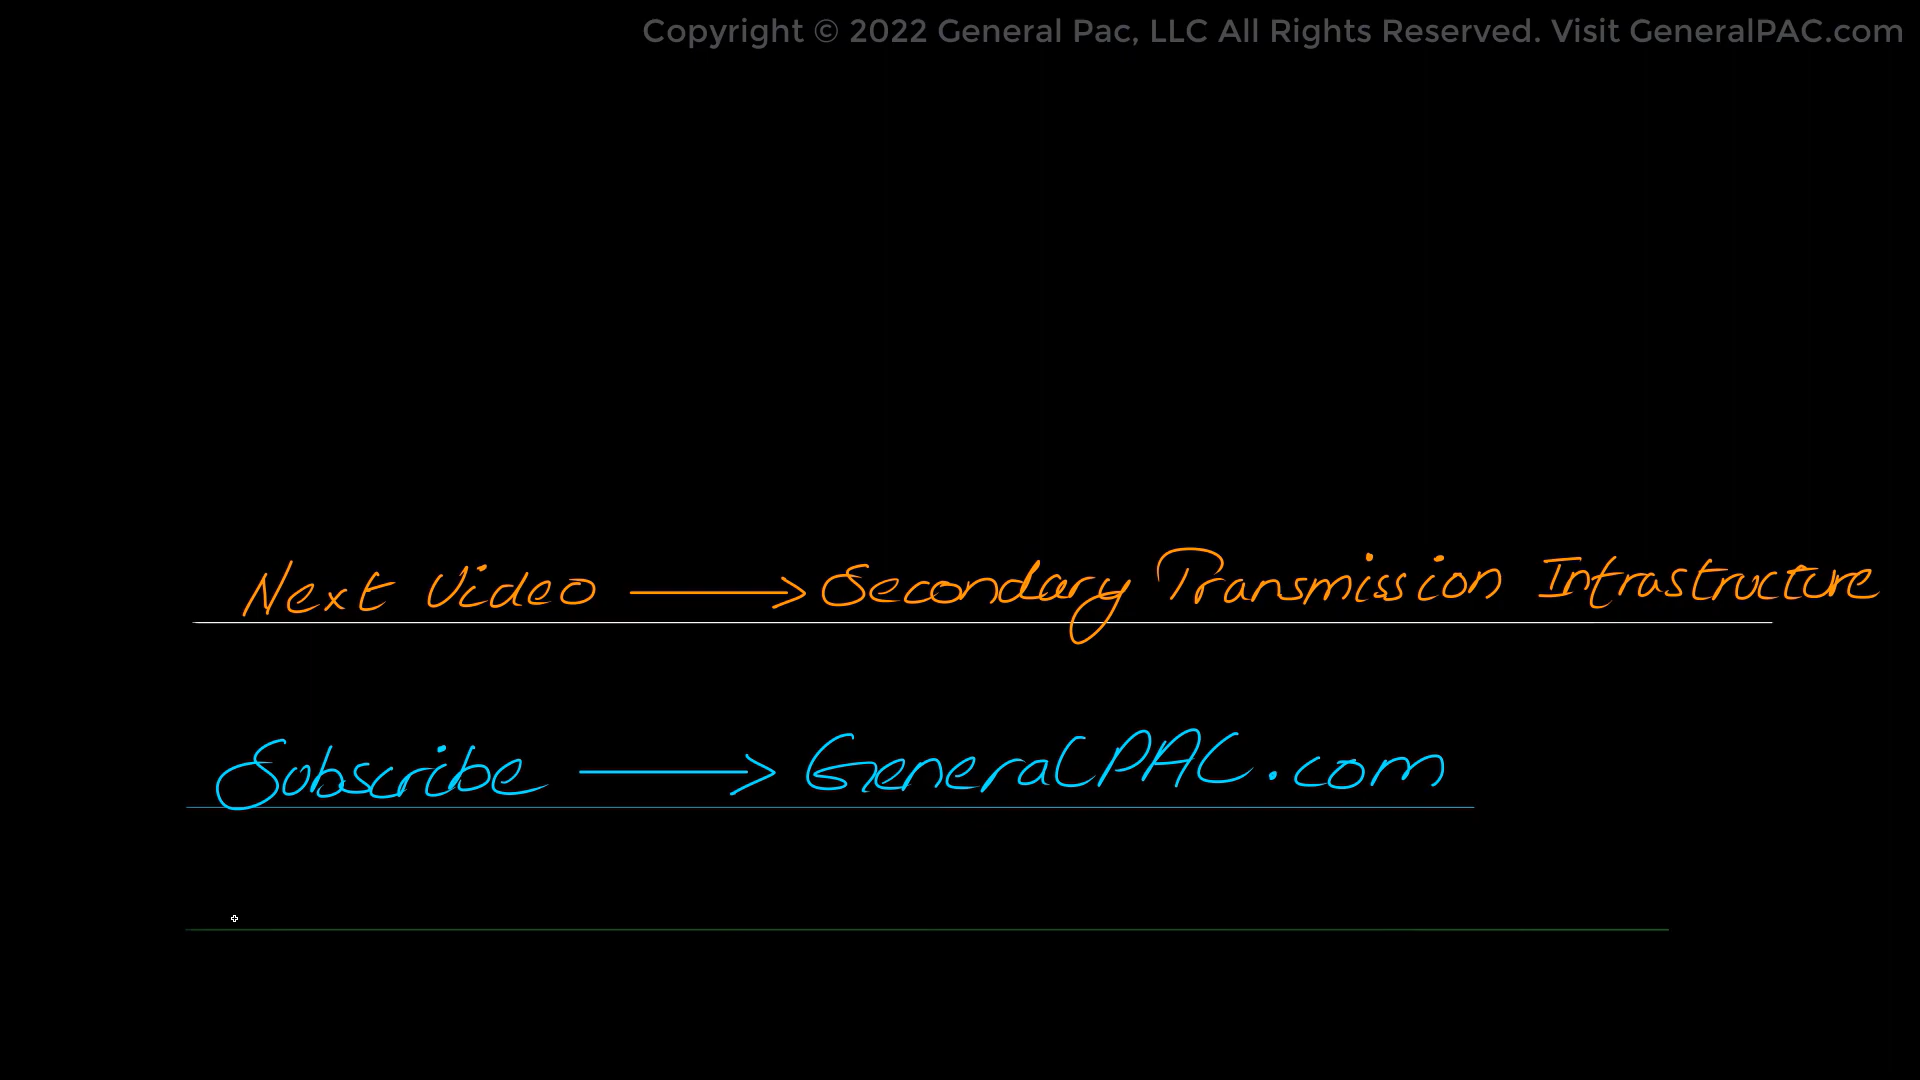 Copyright © 2022 General Pac, LLC All Rights Reserved. Visit GeneralPAC.com
Next Video → Secondary Transmission Infrastructure
Subscribe → GeneralPAC.com